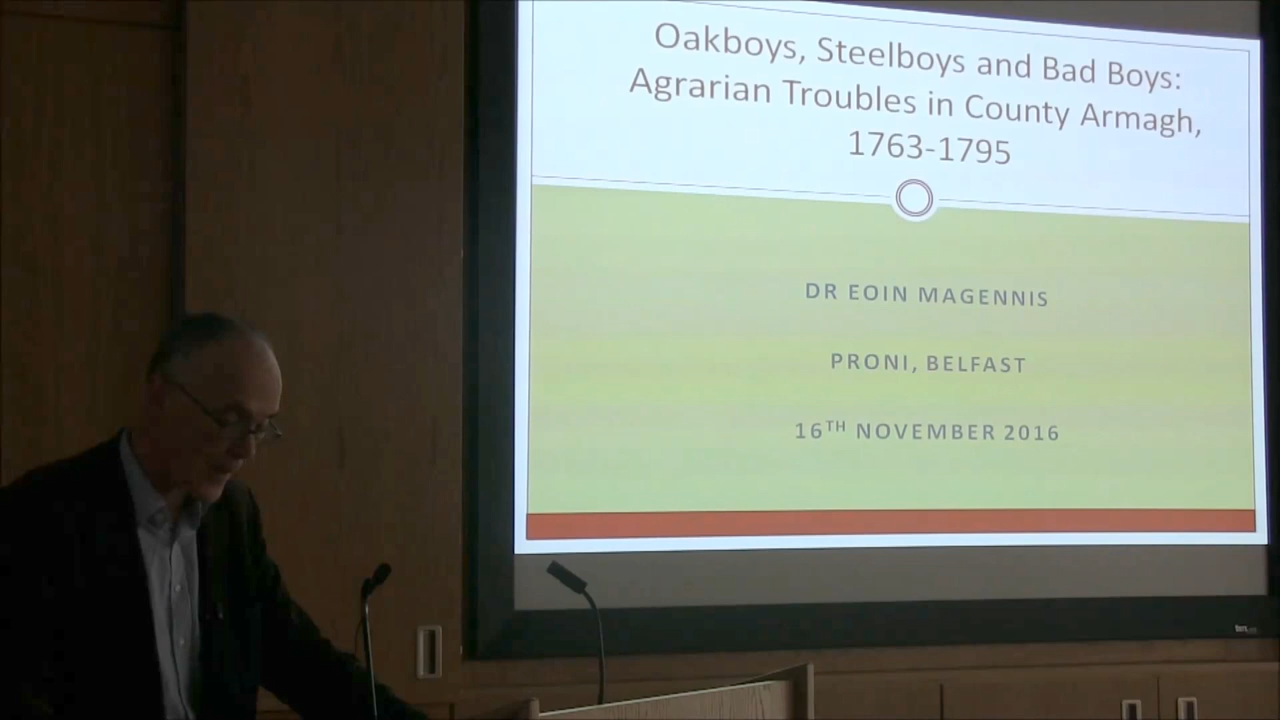 Oakboys, Steelboys and Bad Boys:
Agrarian Troubles in County Armagh,
1763-1795
DR EOIN MAGENNIS
PRONI, BELFAST
16TH NOVEMBER 2016